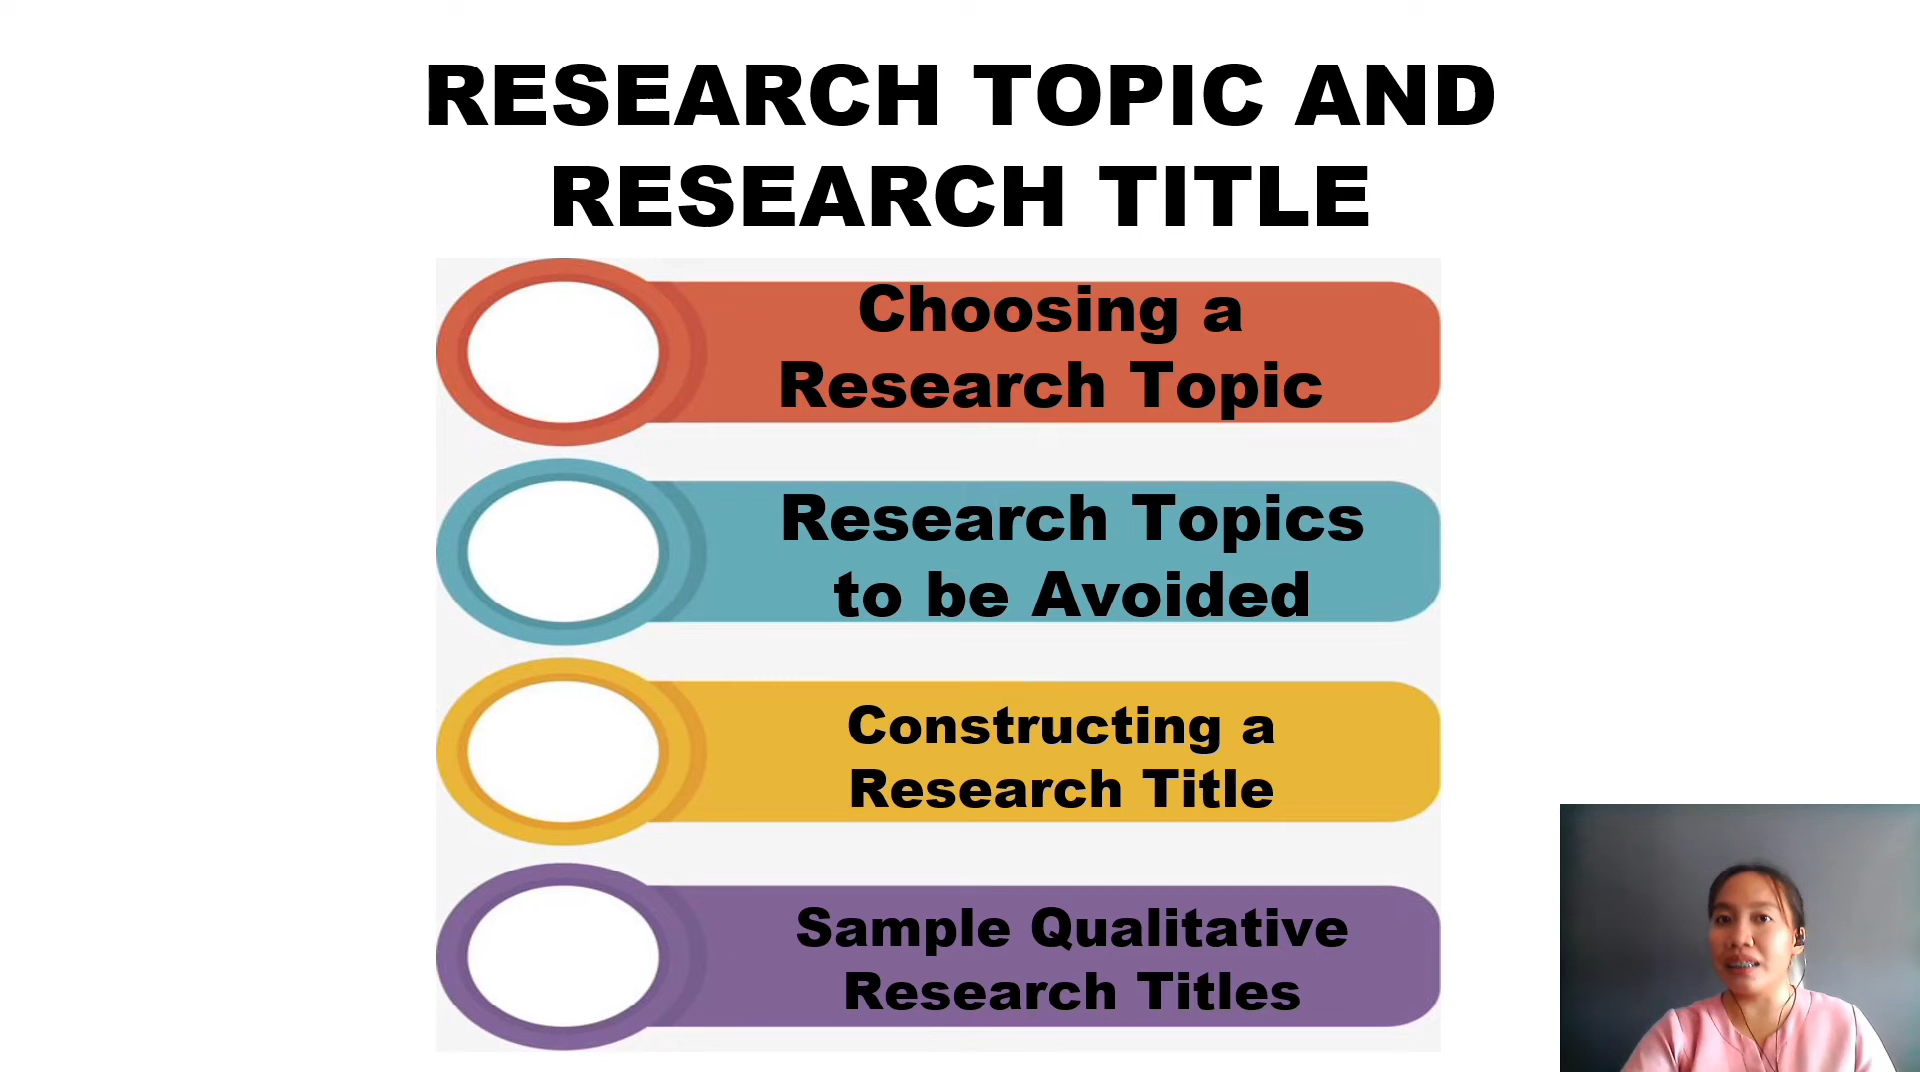 RESEARCH TOPIC AND
RESEARCH TITLE
Choosing a
Research Topic
Research Topics
to be Avoided
Constructing a
Research Title
Sample Qualitative
Research Titles